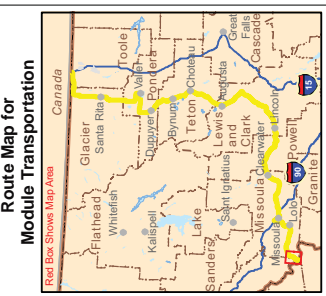 Route Map for
Module Transportation
Red Box Shows Map Area
Canada
Glacier
Toole
Santa Rita
Flathead
Whitefish
Valier
Pondera
Kalispell
Dupuyer
Bynum
Choteau
Teton
Great
Falls
Cascade
Lake
Augusta
Lewis
and
Clark
Saint Ignatius
Sanders
Missoula
Clearwater
Lincoln
Powell
Missoula
Lolo
Granite
15
90